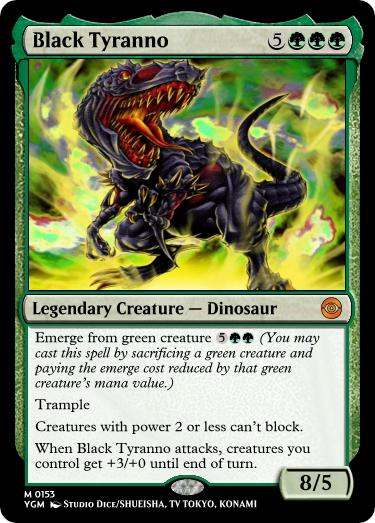 Black Tyranno 5
Legendary Creature — Dinosaur
Emerge from green creature 5 (You may
cast this spell by sacrificing a green creature and
paying the emerge cost reduced by that green
creature's mana value.)
Trample
Creatures with power 2 or less can't block.
When Black Tyranno attacks, creatures you
control get +3/+0 until end of turn.
8/5
M 0153
YGM Studio Dice/SHUEISHA, TV TOKYO, KONAMI